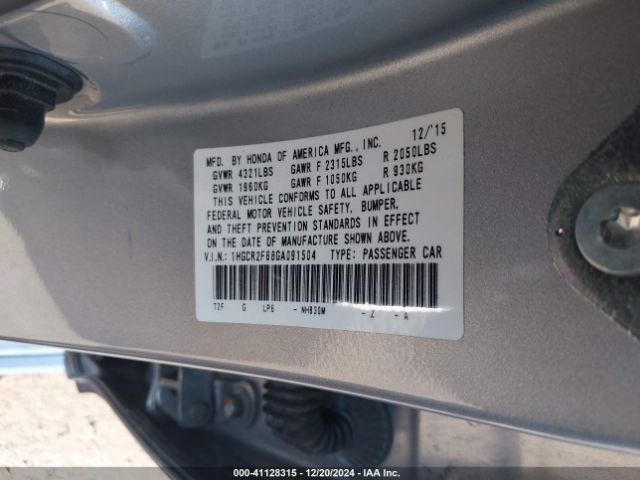 MFD. BY HONDA OF AMERICA MFG., INC. 12/'15
GVWR 4321LBS GAWR F 2315LBS R 2050LBS
GVWR 1960KG GAWR F 1050KG R 930KG
THIS VEHICLE CONFORMS TO ALL APPLICABLE
FEDERAL MOTOR VEHICLE SAFETY, BUMPER,
AND THEFT PREVENTION STANDARDS IN EFFECT
ON THE DATE OF MANUFACTURE SHOWN ABOVE.
V.I.N.: 1HGCR2F68GA091504 TYPE: PASSENGER CAR
T2F G LP6 - NH830M - Z - A
000-41128315 | 12/20/2024 | IAA Inc.